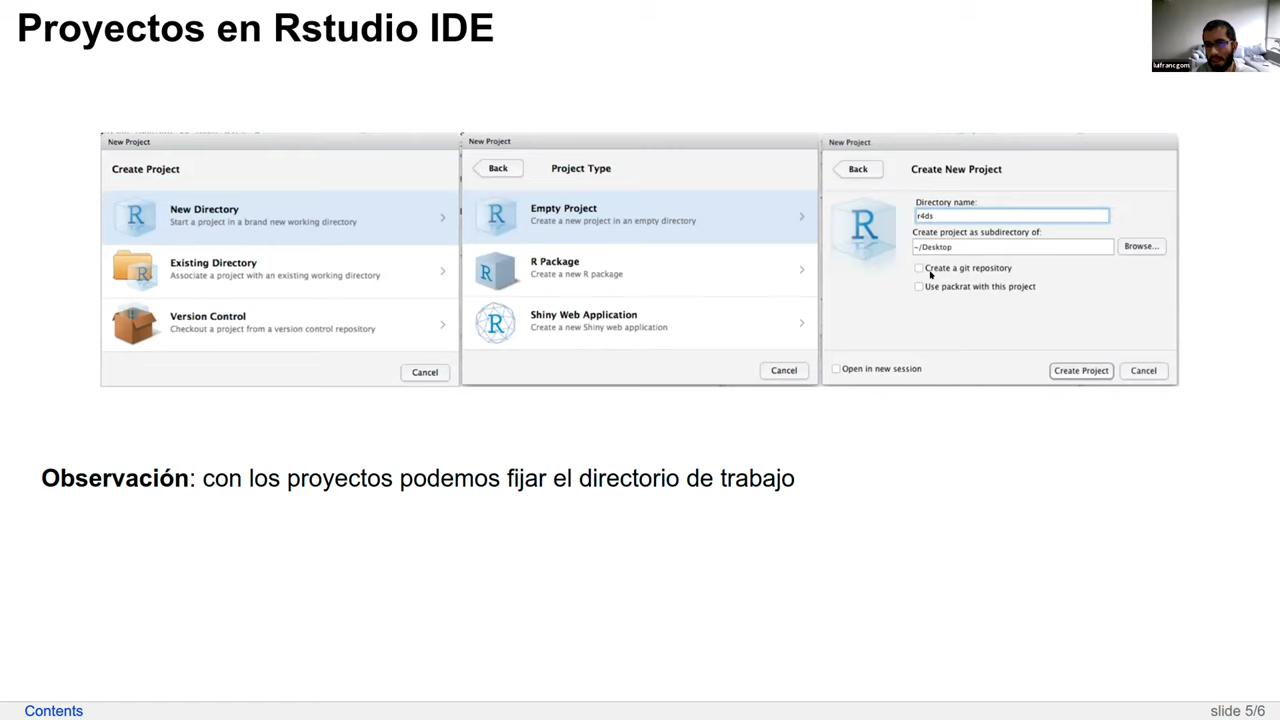 Proyectos en Rstudio IDE
luifrancgom
New Project
Create Project
New Directory
Start a project in a brand new working directory
Existing Directory
Associate a project with an existing working directory
Version Control
Checkout a project from a version control repository
Cancel
New Project
Back
Project Type
Empty Project
Create a new project in an empty directory
R Package
Create a new R package
Shiny Web Application
Create a new Shiny web application
Cancel
New Project
Back
Create New Project
Directory name:
r4ds
Create project as subdirectory of:
~/Desktop
Browse...
Create a git repository
Use packrat with this project
Open in new session
Create Project
Cancel
Observación: con los proyectos podemos fijar el directorio de trabajo
Contents
slide 5/6